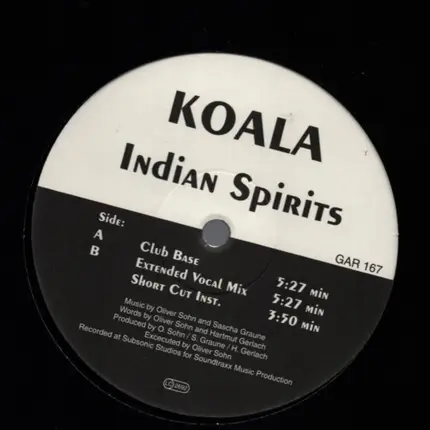 KOALA
Indian Spirits
GAR 167
Side:
A Club Base 5:27 min
B Extended Vocal Mix 5:27 min
Short Cut Inst. 3:50 min
Music by Oliver Sohn and Sascha Graune
Words by Oliver Sohn and Hartmut Gerlach
Produced by O. Sohn / S. Graune / H. Gerlach
Excecuted by Oliver Sohn
Recorded at Subsonic Studios for Soundtraxx Music Production